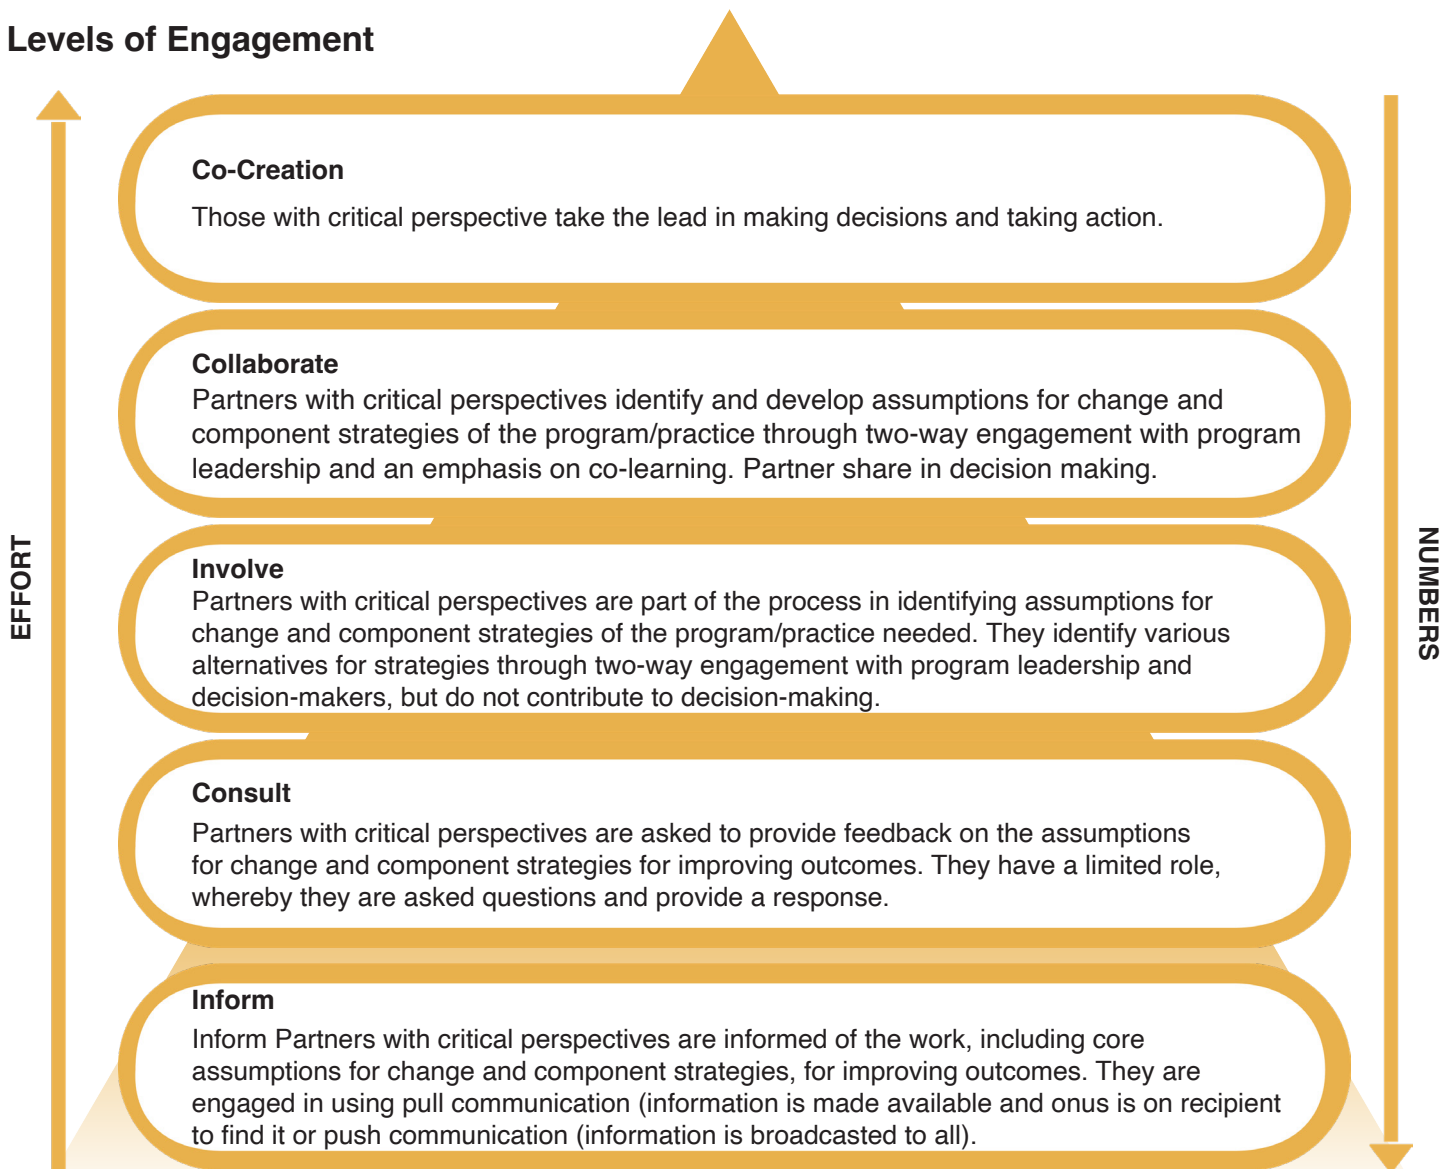 Levels of Engagement
Co-Creation
Those with critical perspective take the lead in making decisions and taking action.
Collaborate
Partners with critical perspectives identify and develop assumptions for change and
component strategies of the program/practice through two-way engagement with program
leadership and an emphasis on co-learning. Partner share in decision making.
EFFORT
NUMBERS
Involve
Partners with critical perspectives are part of the process in identifying assumptions for
change and component strategies of the program/practice needed. They identify various
alternatives for strategies through two-way engagement with program leadership and
decision-makers, but do not contribute to decision-making.
Consult
Partners with critical perspectives are asked to provide feedback on the assumptions
for change and component strategies for improving outcomes. They have a limited role,
whereby they are asked questions and provide a response.
Inform
Inform Partners with critical perspectives are informed of the work, including core
assumptions for change and component strategies, for improving outcomes. They are
engaged in using pull communication (information is made available and onus is on recipient
to find it or push communication (information is broadcasted to all).